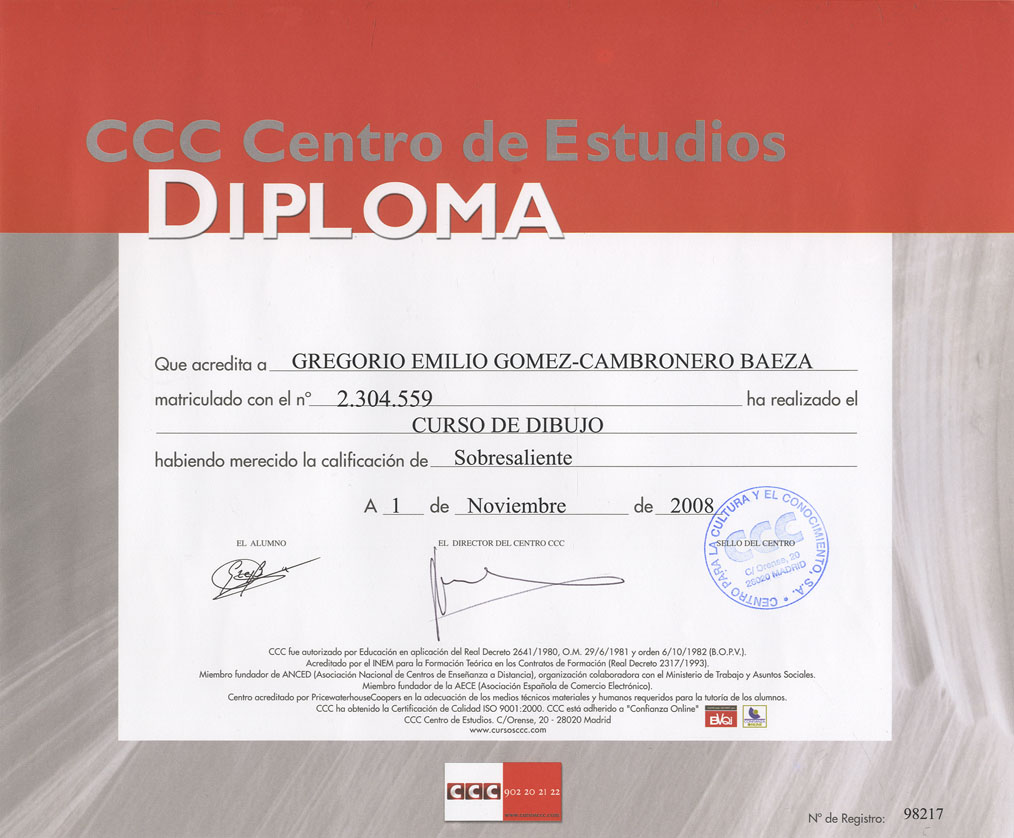 CCC Centro de Estudios
DIPLOMA
Que acredita a GREGORIO EMILIO GOMEZ-CAMBRONERO BAEZA
matriculado con el nº 2.304.559 ha realizado el
CURSO DE DIBUJO
habiendo merecido la calificación de Sobresaliente
A 1 de Noviembre de 2008
EL ALUMNO
EL DIRECTOR DEL CENTRO CCC
SELLO DEL CENTRO
CENTRO PARA LA CULTURA Y EL CONOCIMIENTO, S.A.
CCC
C/ Orense, 20
28020 MADRID
CCC fue autorizado por Educación en aplicación del Real Decreto 2641/1980, O.M. 29/6/1981 y orden 6/10/1982 (B.O.P.V.).
Acreditado por el INEM para la Formación Teórica en los Contratos de Formación (Real Decreto 2317/1993).
Miembro fundador de ANCED (Asociación Nacional de Centros de Enseñanza a Distancia), organización colaboradora con el Ministerio de Trabajo y Asuntos Sociales.
Miembro fundador de la AECE (Asociación Española de Comercio Electrónico).
Centro acreditado por PricewaterhouseCoopers en la adecuación de los medios técnicos materiales y humanos requeridos para la tutoría de los alumnos.
CCC ha obtenido la Certificación de Calidad ISO 9001:2000. CCC está adherido a "Confianza Online"
BVQI
CCC Centro de Estudios. C/Orense, 20 - 28020 Madrid
www.cursosccc.com
CCC 902 20 21 22
www.cursosccc.com
Nº de Registro: 98217